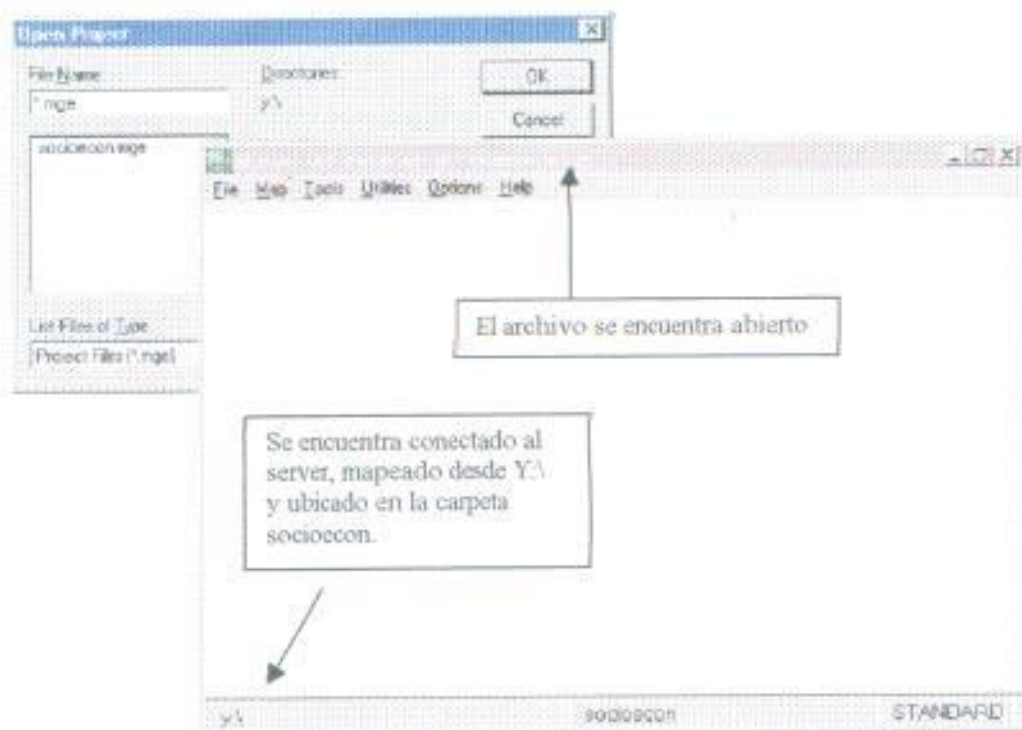 Open Project
File Name
Directories:
OK
*.mge
y:\
Cancel
socioecon.mge
File Map Tools Utilities Options Help
El archivo se encuentra abierto
List Files of Type
Project Files (*.mge)
Se encuentra conectado al
server, mapeado desde Y:\
y ubicado en la carpeta
socioecon.
y:\
socioecon
STANDARD